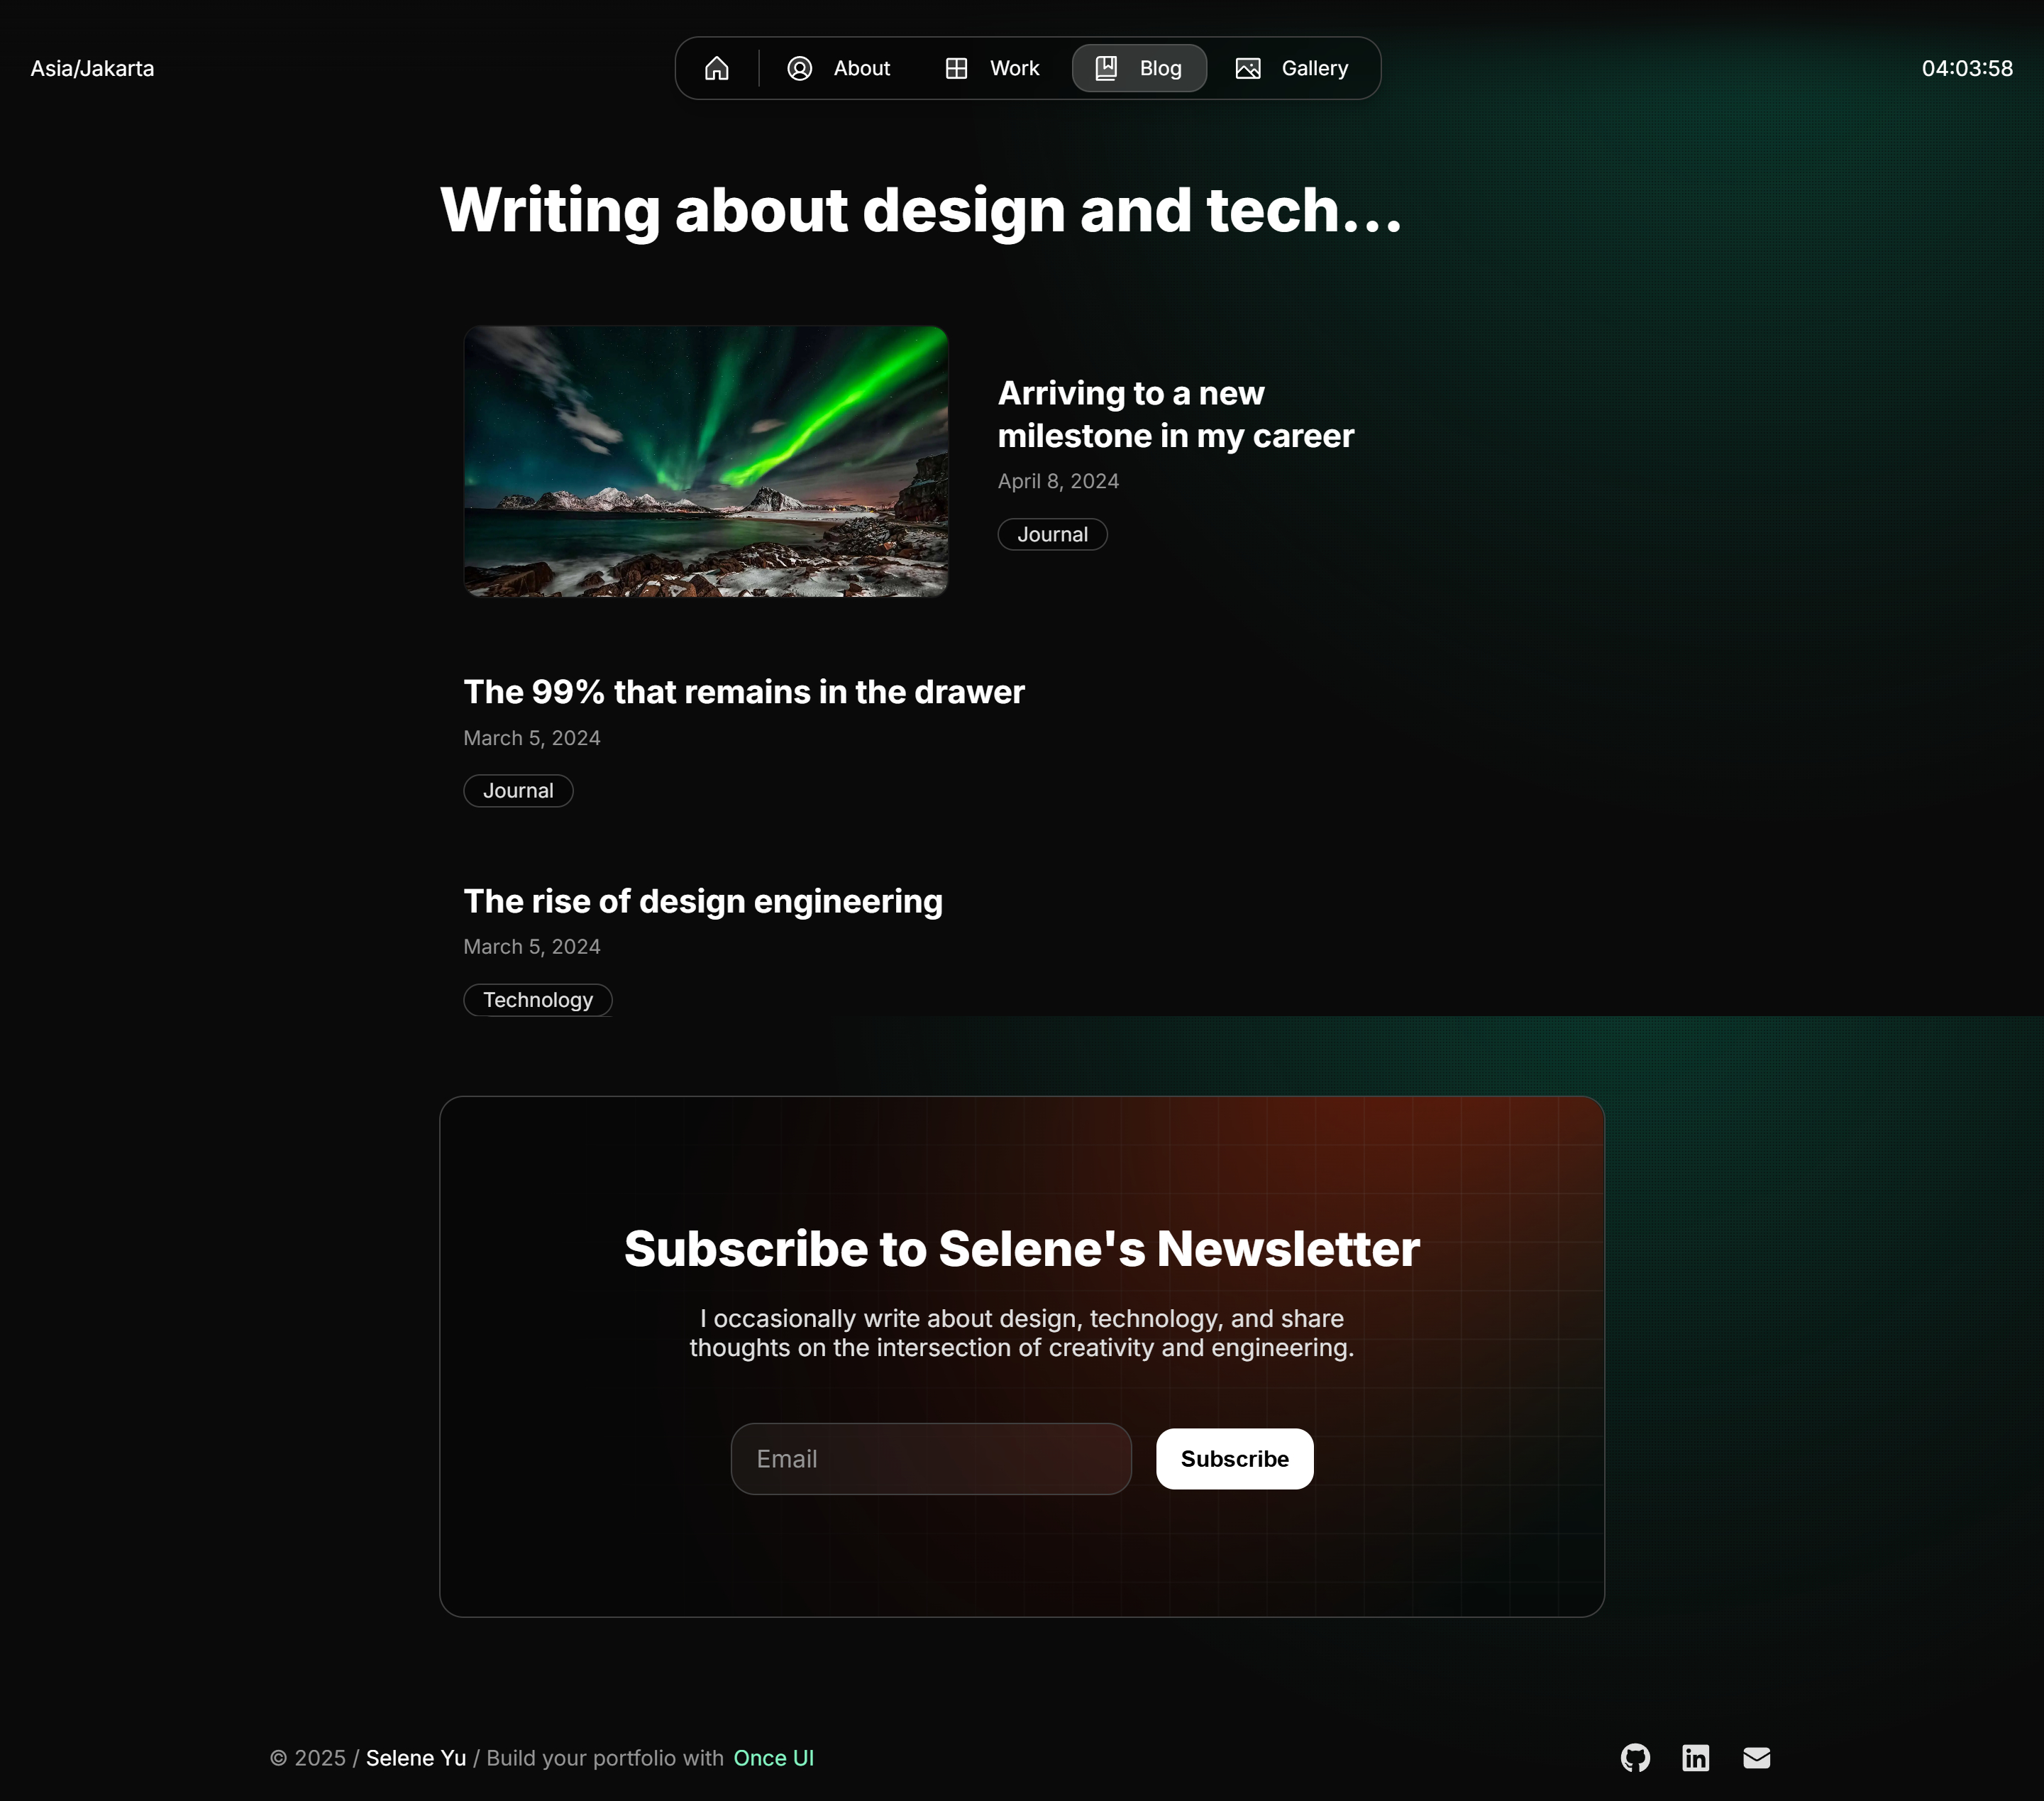 Asia/Jakarta
About
Work
Blog
Gallery
04:03:58
Writing about design and tech...
Arriving to a new
milestone in my career
April 8, 2024
Journal
The 99% that remains in the drawer
March 5, 2024
Journal
The rise of design engineering
March 5, 2024
Technology
Subscribe to Selene's Newsletter
I occasionally write about design, technology, and share
thoughts on the intersection of creativity and engineering.
Email
Subscribe
© 2025 / Selene Yu / Build your portfolio with Once UI